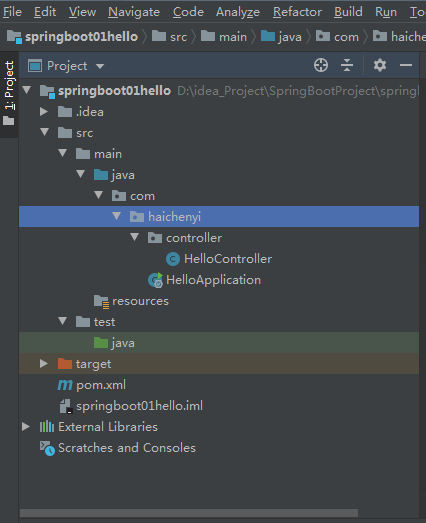 File Edit View Navigate Code Analyze Refactor Build Run To
springboot01hello src main java com haiche
1: Project
Project
springboot01hello D:\idea_Project\SpringBootProject\spring
.idea
src
main
java
com
haichenyi
controller
HelloController
HelloApplication
resources
test
java
target
pom.xml
springboot01hello.iml
External Libraries
Scratches and Consoles